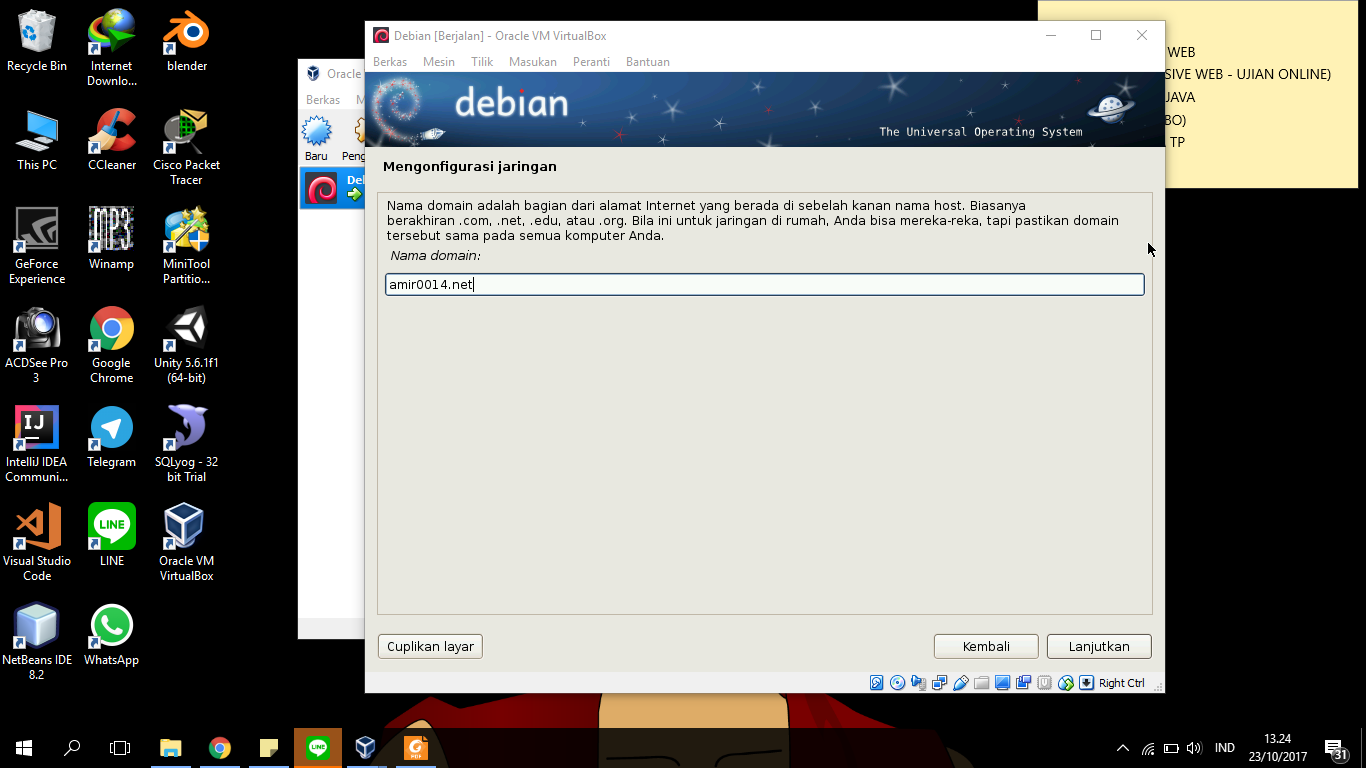 Recycle Bin
Internet
Downlo...
blender
This PC
CCleaner
Cisco Packet
Tracer
GeForce
Experience
MP3
Winamp
MiniTool
Partitio...
ACDSee Pro
3
Google
Chrome
Unity 5.6.1f1
(64-bit)
IJ
IntelliJ IDEA
Communi...
Telegram
SQLyog - 32
bit Trial
Visual Studio
Code
LINE
LINE
Oracle VM
VirtualBox
NetBeans IDE
8.2
WhatsApp
Oracle
Berkas
M
Baru
Peng
Deb
Debian [Berjalan] - Oracle VM VirtualBox
Berkas Mesin Tilik Masukan Peranti Bantuan
debian
The Universal Operating System
Mengonfigurasi jaringan
Nama domain adalah bagian dari alamat Internet yang berada di sebelah kanan nama host. Biasanya
berakhiran .com, .net, .edu, atau .org. Bila ini untuk jaringan di rumah, Anda bisa mereka-reka, tapi pastikan domain
tersebut sama pada semua komputer Anda.
Nama domain:
amir0014.net
Cuplikan layar
Kembali
Lanjutkan
Right Ctrl
WEB
SIVE WEB - UJIAN ONLINE)
JAVA
BO)
TP
LINE
IND
13.24
23/10/2017
31